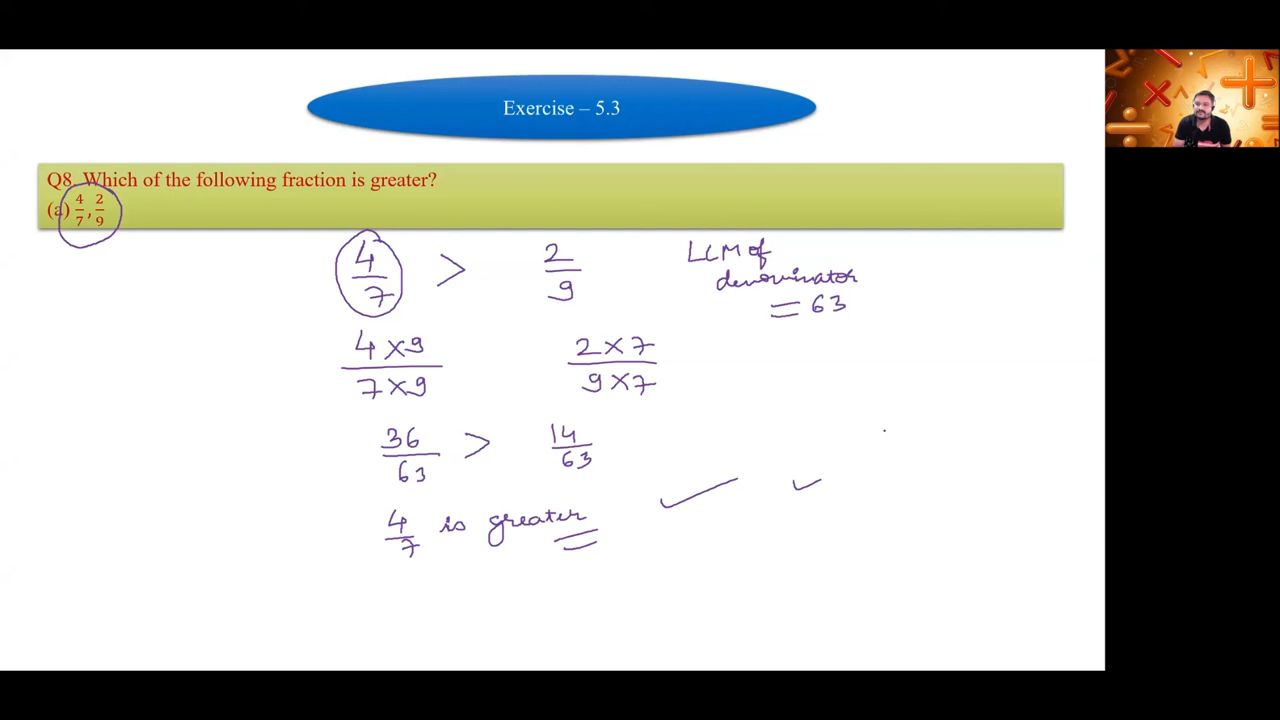 Exercise – 5.3
Q8. Which of the following fraction is greater?
(a) 4/7, 2/9
4/7 > 2/9
LCM of
denominator
= 63
4×9/7×9 2×7/9×7
36/63 > 14/63
4/7 is greater